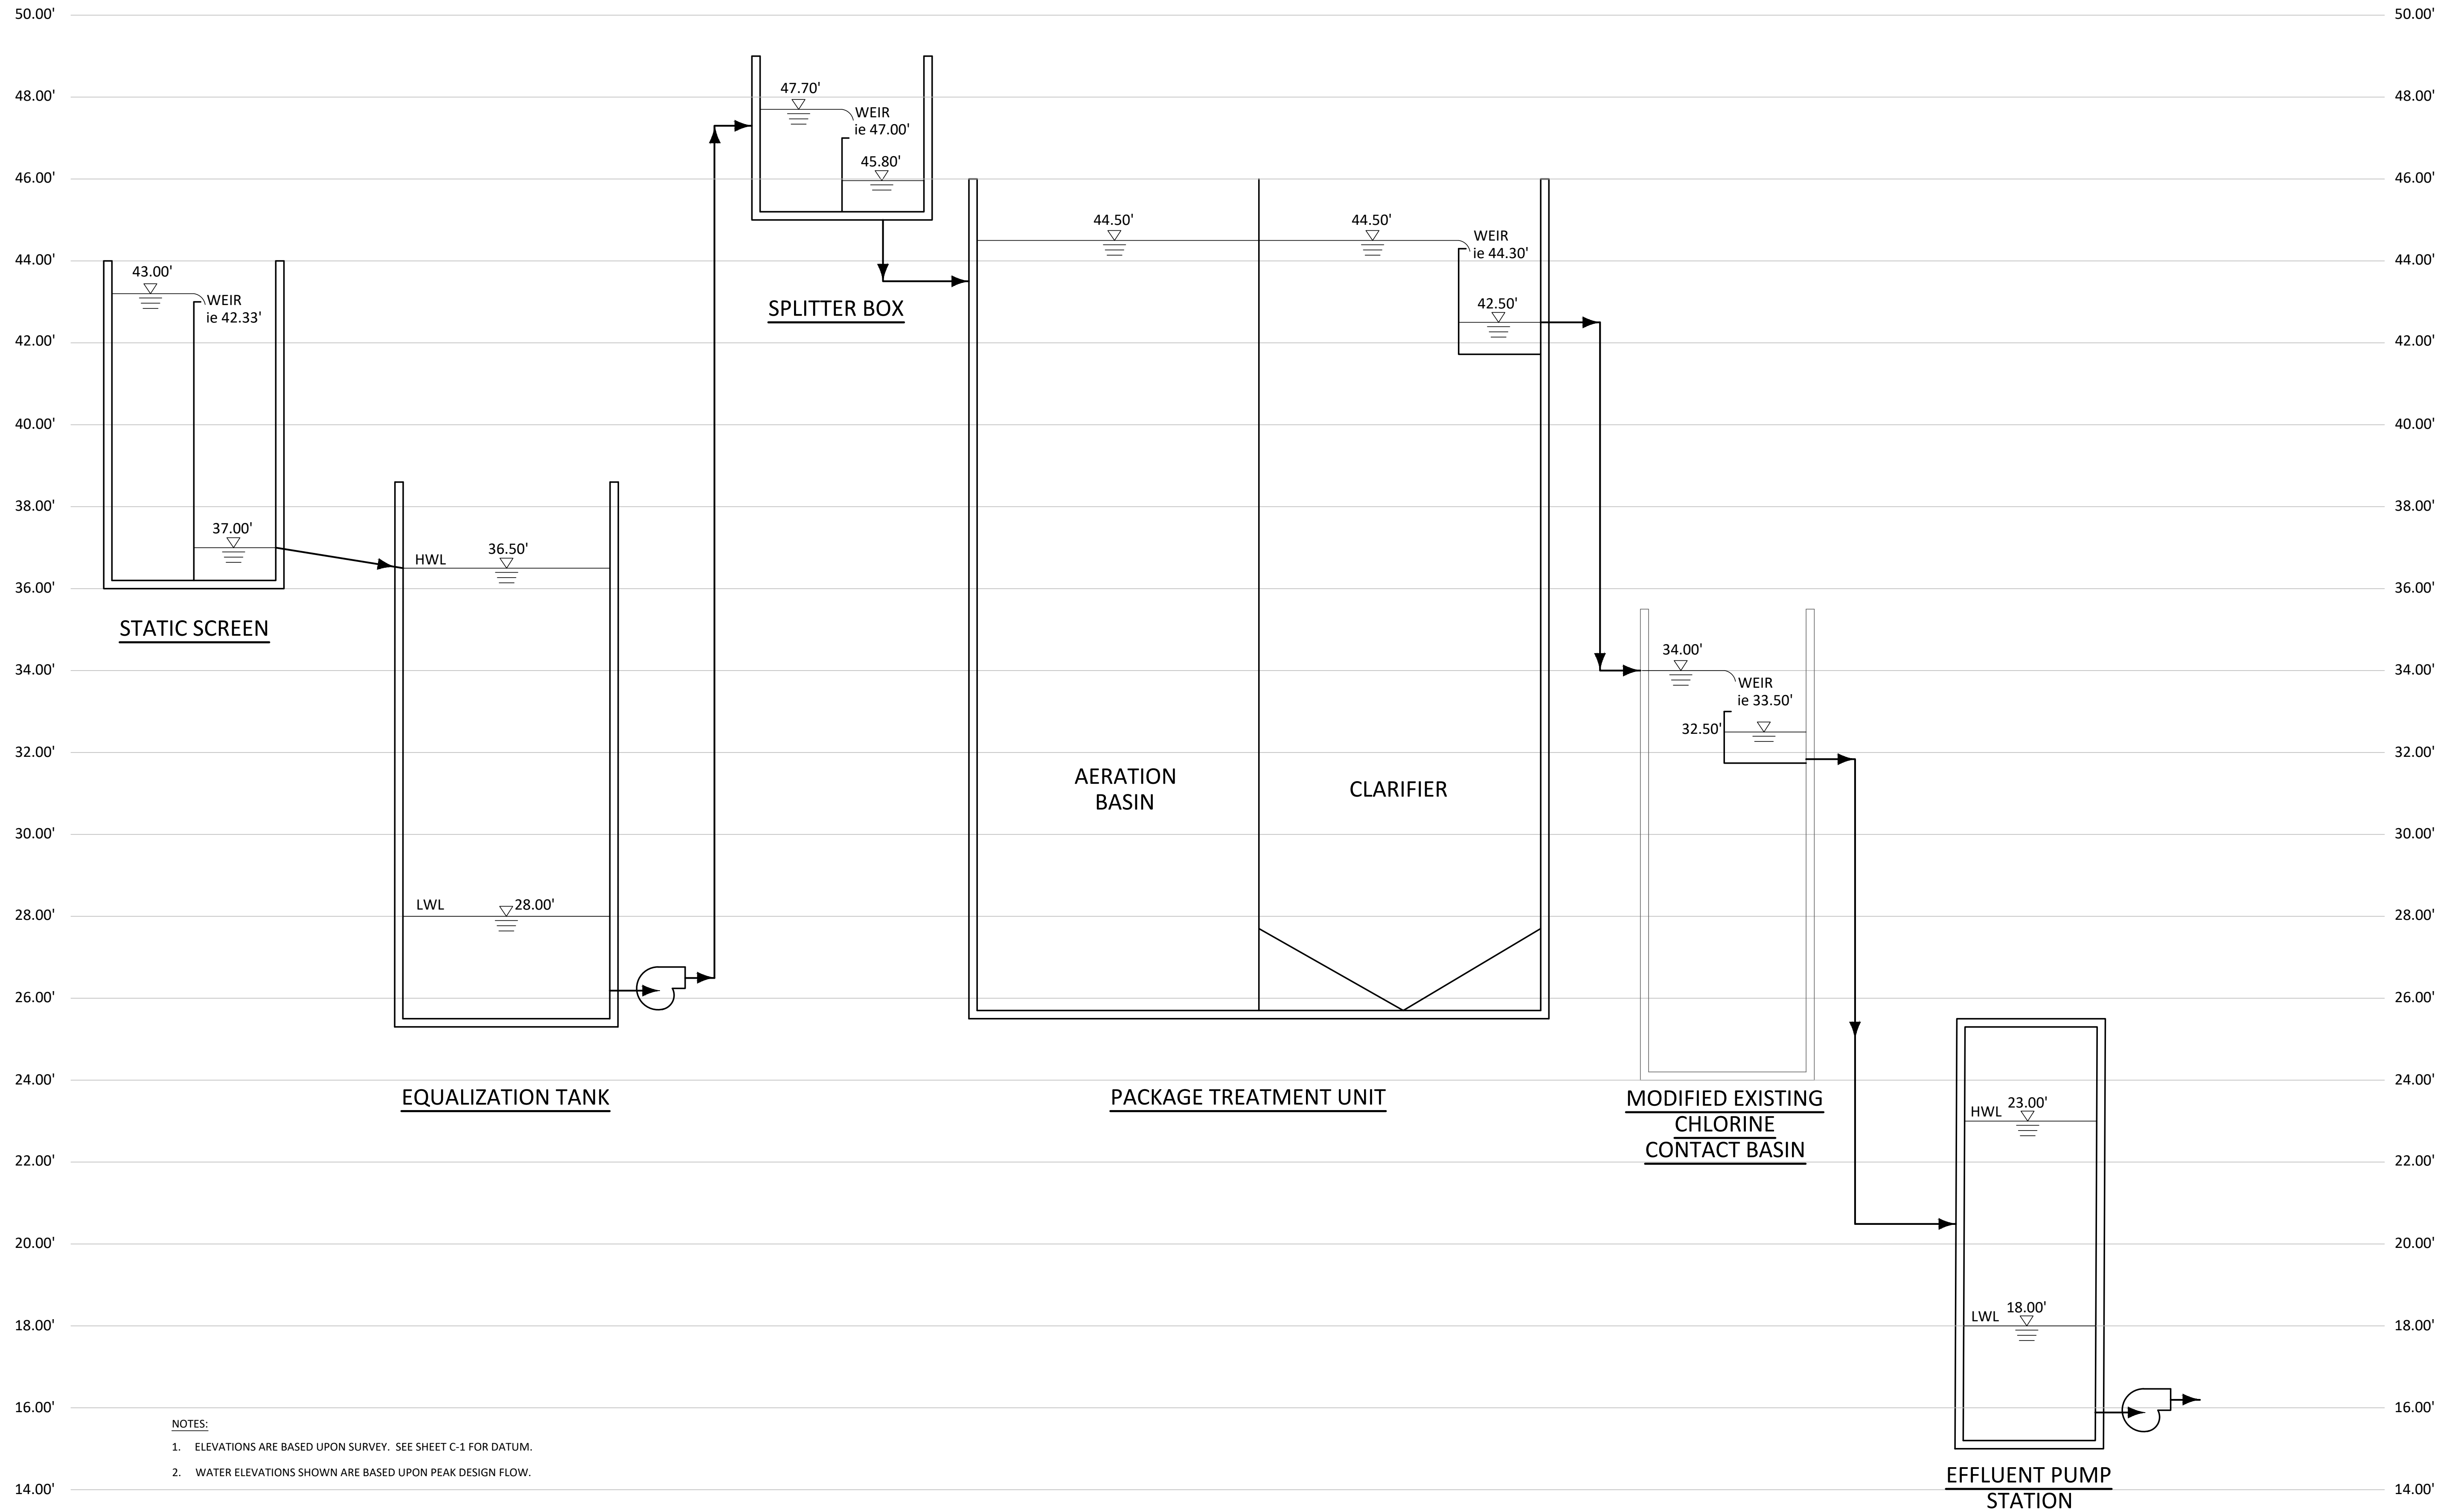 50.00' 50.00'
48.00' 48.00'
46.00' 46.00'
44.00' 44.00'
42.00' 42.00'
40.00' 40.00'
38.00' 38.00'
36.00' 36.00'
34.00' 34.00'
32.00' 32.00'
30.00' 30.00'
28.00' 28.00'
26.00' 26.00'
24.00' 24.00'
22.00' 22.00'
20.00' 20.00'
18.00' 18.00'
16.00' 16.00'
14.00' 14.00'
43.00'
WEIR
ie 42.33'
37.00'
STATIC SCREEN
HWL 36.50'
LWL 28.00'
EQUALIZATION TANK
47.70'
WEIR
ie 47.00'
45.80'
SPLITTER BOX
44.50'
44.50'
WEIR
ie 44.30'
42.50'
AERATION
BASIN
CLARIFIER
PACKAGE TREATMENT UNIT
34.00'
WEIR
ie 33.50'
32.50'
MODIFIED EXISTING
CHLORINE
CONTACT BASIN
HWL 23.00'
LWL 18.00'
EFFLUENT PUMP
STATION
NOTES:
1. ELEVATIONS ARE BASED UPON SURVEY. SEE SHEET C-1 FOR DATUM.
2. WATER ELEVATIONS SHOWN ARE BASED UPON PEAK DESIGN FLOW.